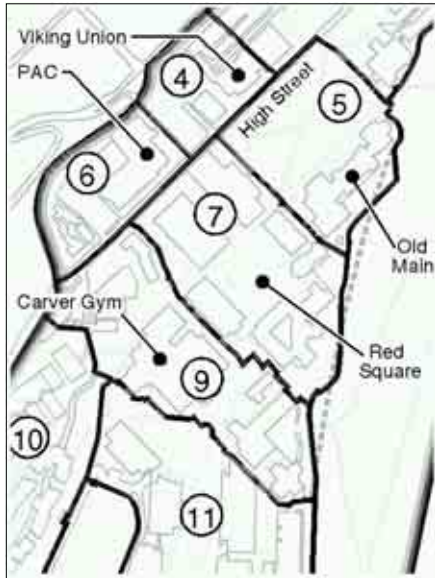 Viking Union
4
PAC
High Street
5
6
7
Old
Main
Carver Gym
Red
Square
9
10
11